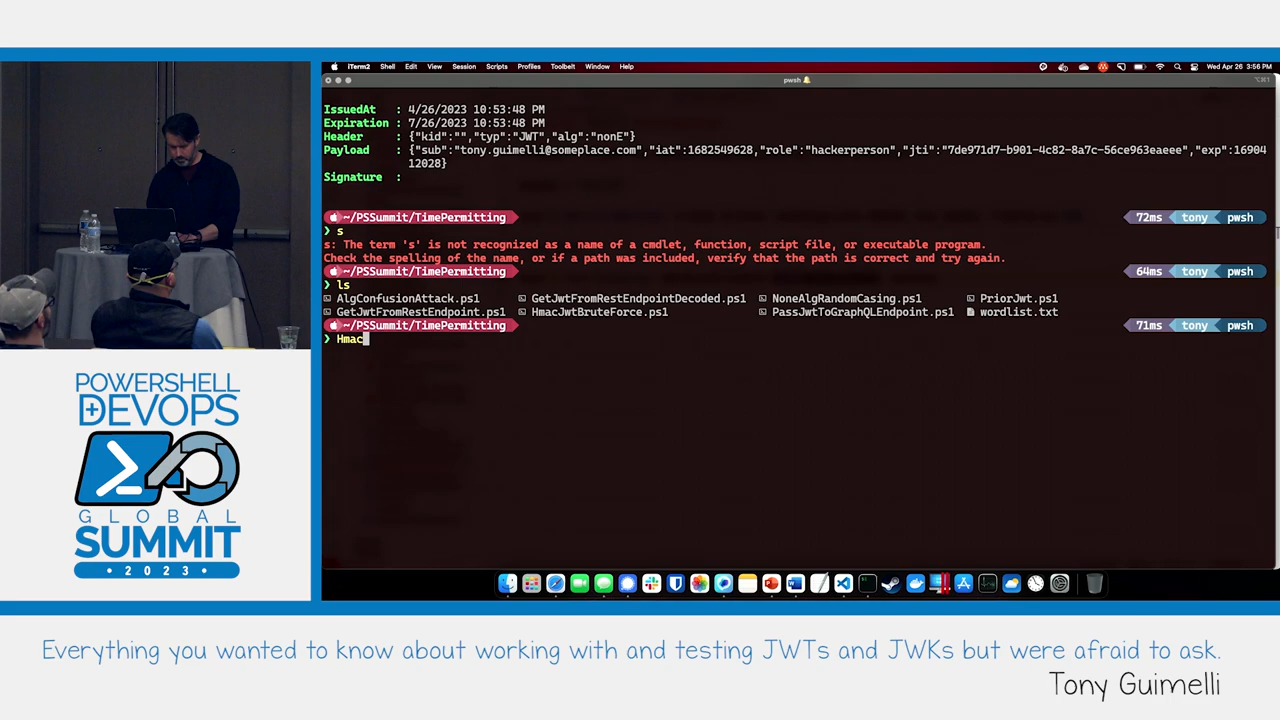 iTerm2 Shell Edit View Session Scripts Profiles Toolbelt Window Help Wed Apr 26 3:56 PM
pwsh
IssuedAt : 4/26/2023 10:53:48 PM
Expiration : 7/26/2023 10:53:48 PM
Header : {"kid":"","typ":"JWT","alg":"nonE"}
Payload : {"sub":"tony.guimelli@someplace.com","iat":1682549628,"role":"hackerperson","jti":"7de971d7-b901-4c82-8a7c-56ce963eaeee","exp":16904
12028}
Signature :
~/PSSummit/TimePermitting 72ms tony pwsh
❯ s
s: The term 's' is not recognized as a name of a cmdlet, function, script file, or executable program.
Check the spelling of the name, or if a path was included, verify that the path is correct and try again.
~/PSSummit/TimePermitting 64ms tony pwsh
❯ ls
AlgConfusionAttack.ps1 GetJwtFromRestEndpointDecoded.ps1 NoneAlgRandomCasing.ps1 PriorJwt.ps1
GetJwtFromRestEndpoint.ps1 HmacJwtBruteForce.ps1 PassJwtToGraphQLEndpoint.ps1 wordlist.txt
~/PSSummit/TimePermitting 71ms tony pwsh
❯ Hmac
POWERSHELL
+DEVOPS
GLOBAL
SUMMIT
• 2023 •
Everything you wanted to know about working with and testing JWTs and JWKs but were afraid to ask.
Tony Guimelli